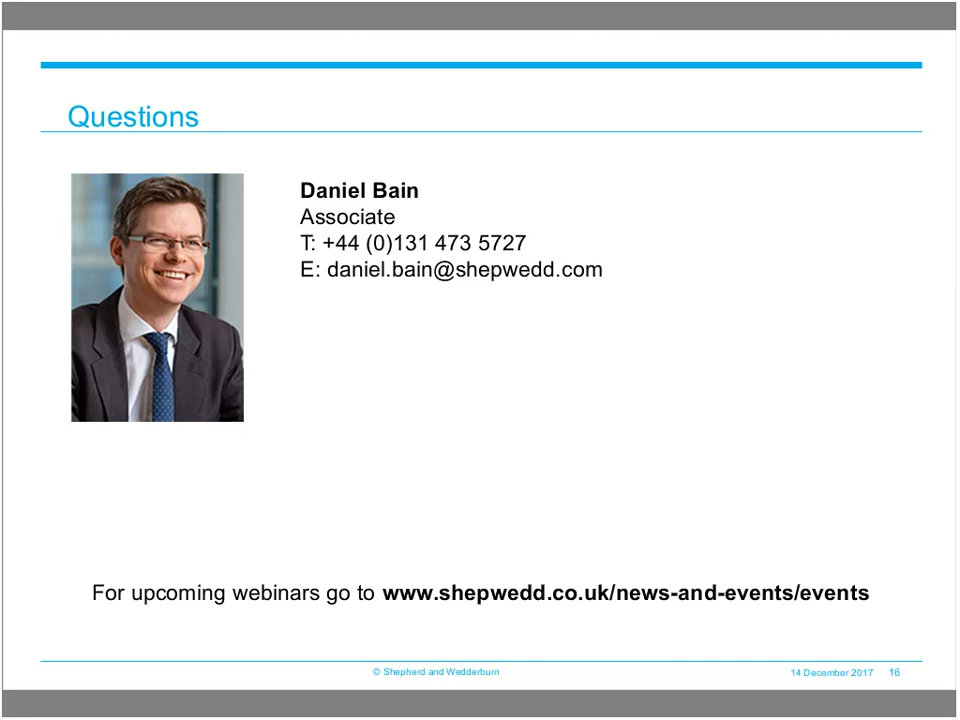 Questions
Daniel Bain
Associate
T: +44 (0)131 473 5727
E: daniel.bain@shepwedd.com
For upcoming webinars go to www.shepwedd.co.uk/news-and-events/events
© Shepherd and Wedderburn
14 December 2017 16